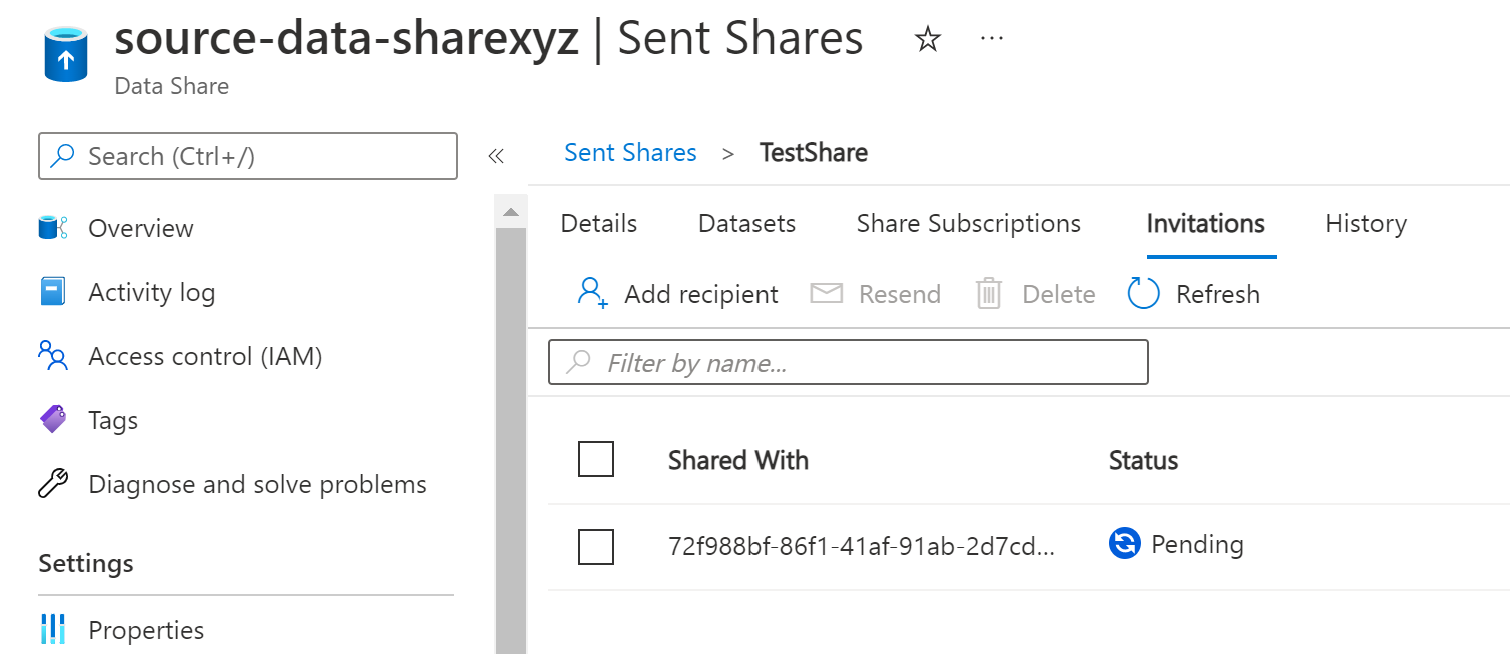 source-data-sharexyz | Sent Shares
Data Share
Search (Ctrl+/)
Overview
Activity log
Access control (IAM)
Tags
Diagnose and solve problems
Settings
Properties
Sent Shares > TestShare
Details Datasets Share Subscriptions Invitations History
Add recipient Resend Delete Refresh
Filter by name...
Shared With Status
72f988bf-86f1-41af-91ab-2d7cd... Pending